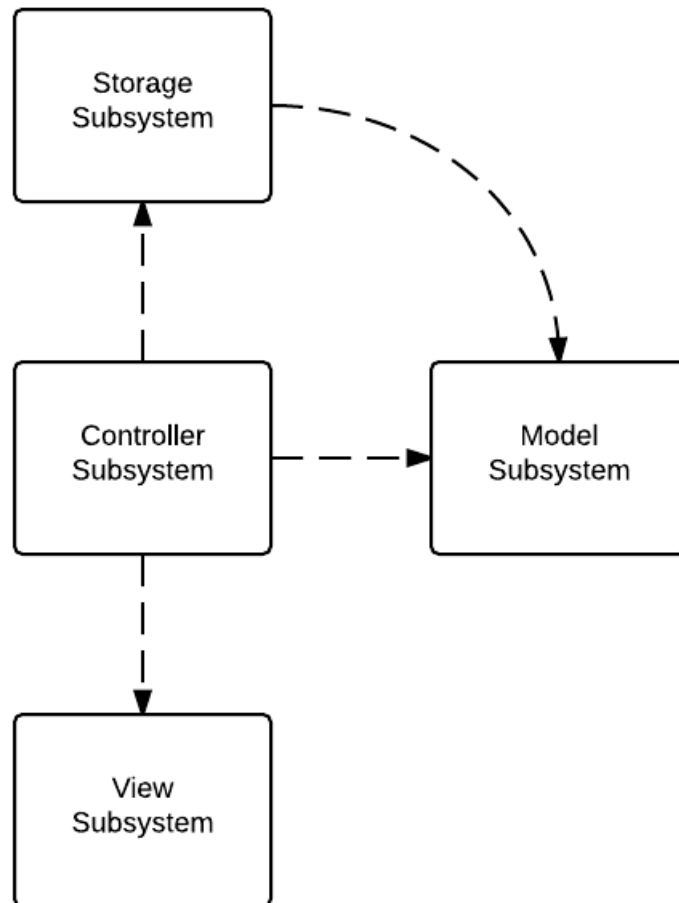 Storage
Subsystem
Controller
Subsystem
Model
Subsystem
View
Subsystem